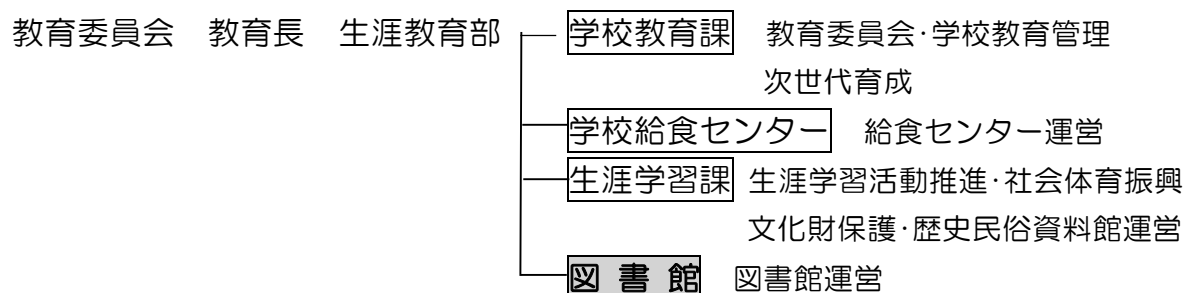 教育委員会　教育長　生涯教育部　学校教育課　教育委員会・学校教育管理
次世代育成
学校給食センター　給食センター運営
生涯学習課　生涯学習活動推進・社会体育振興
文化財保護・歴史民俗資料館運営
図 書 館　図書館運営